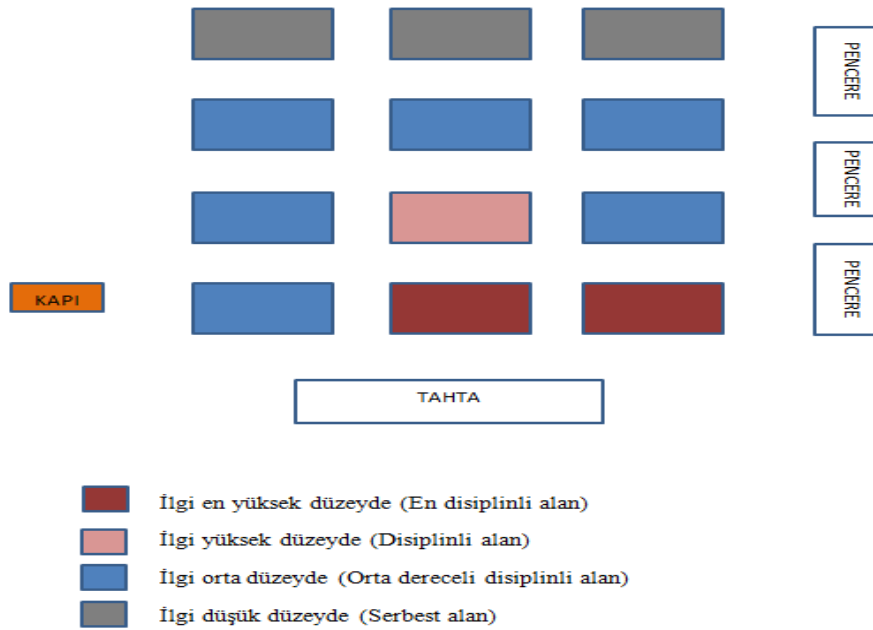 PENCERE
PENCERE
KAPI
PENCERE
TAHTA
İlgi en yüksek düzeyde (En disiplinli alan)
İlgi yüksek düzeyde (Disiplinli alan)
İlgi orta düzeyde (Orta dereceli disiplinli alan)
İlgi düşük düzeyde (Serbest alan)